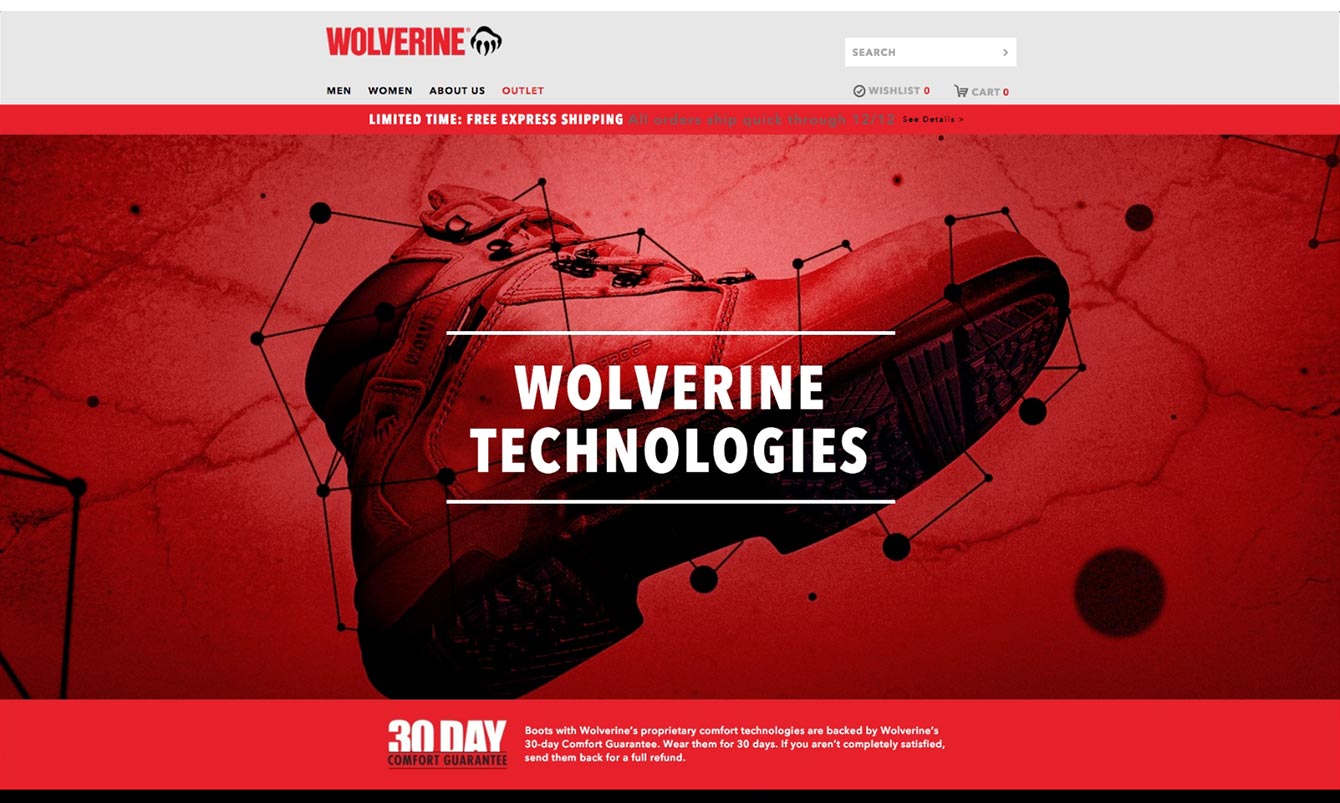 WOLVERINE®
SEARCH >
MEN WOMEN ABOUT US OUTLET
WISHLIST 0 CART 0
LIMITED TIME: FREE EXPRESS SHIPPING All orders ship quick through 12/12 See Details >
WOLVERINE
TECHNOLOGIES
30 DAY
COMFORT GUARANTEE
Boots with Wolverine's proprietary comfort technologies are backed by Wolverine's
30-day Comfort Guarantee. Wear them for 30 days. If you aren't completely satisfied,
send them back for a full refund.